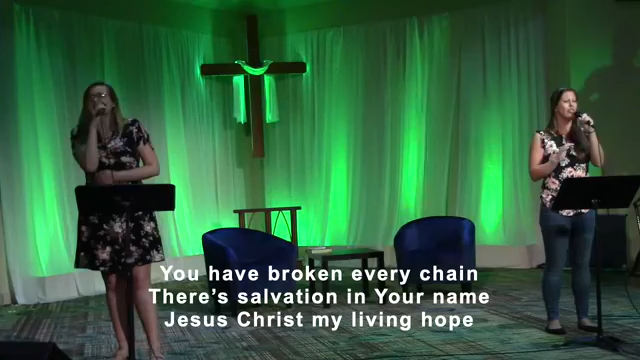 You have broken every chain
There's salvation in Your name
Jesus Christ my living hope